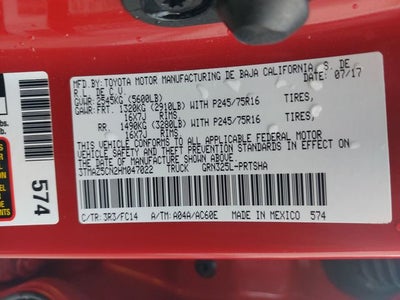 MFD.BY: TOYOTA MOTOR MANUFACTURING DE BAJA CALIFORNIA, S. DE
R. L. DE C.V. DATE: 07/17
GVWR: 2545KG (5600LB)
GAWR: FRT. 1320KG (2910LB) WITH P245/75R16 TIRES,
16X7J RIMS
RR. 1490KG (3280LB) WITH P245/75R16 TIRES,
16X7J RIMS
THIS VEHICLE CONFORMS TO ALL APPLICABLE FEDERAL MOTOR
VEHICLE SAFETY AND THEFT PREVENTION STANDARDS IN EFFECT ON
THE DATE OF MANUFACTURE SHOWN ABOVE.
3TMAZ5CN2HM047022 TRUCK GRN325L-PRTSHA
C/TR: 3R3/FC14 A/TM: A04A/AC60E MADE IN MEXICO 574
574